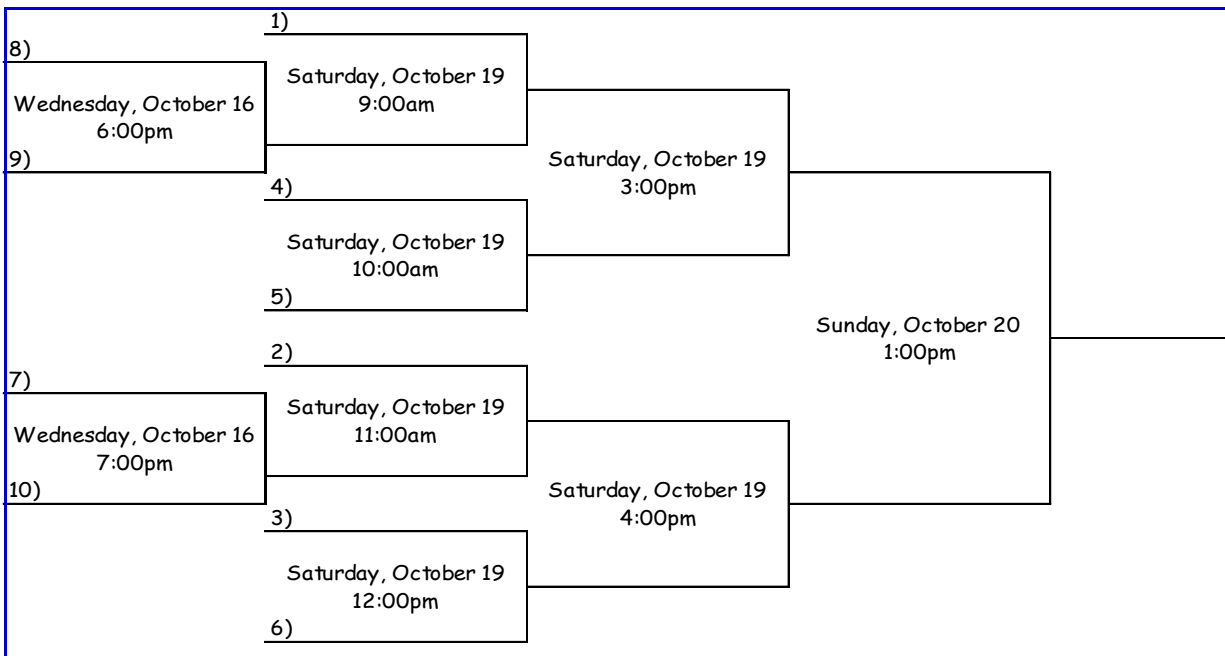 1)
8)
Saturday, October 19
9:00am
Wednesday, October 16
6:00pm
9)
Saturday, October 19
3:00pm
4)
Saturday, October 19
10:00am
5)
Sunday, October 20
1:00pm
2)
7)
Saturday, October 19
11:00am
Wednesday, October 16
7:00pm
10)
Saturday, October 19
4:00pm
3)
Saturday, October 19
12:00pm
6)